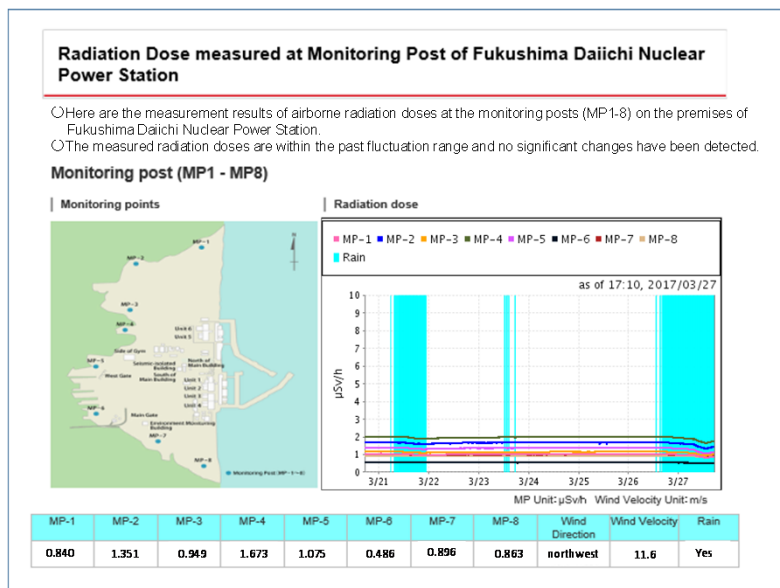 Radiation Dose measured at Monitoring Post of Fukushima Daiichi Nuclear
Power Station
Here are the measurement results of airborne radiation doses at the monitoring posts (MP1-8) on the premises of
Fukushima Daiichi Nuclear Power Station.
The measured radiation doses are within the past fluctuation range and no significant changes have been detected.
Monitoring post (MP1 - MP8)
Monitoring points
N
MP-1
MP-2
MP-3
MP-4
Unit 6
Unit 5
Side of Gym
Seismic isolated
Building
North of
Main Building
MP-5
West Gate
South of
Main Building
Unit 1
Unit 2
Unit 3
Unit 4
MP-6
Main Gate
Environment Monitoring
Building
MP-7
MP-8
Monitoring Post (MP-1~8)
Radiation dose
MP-1 MP-2 MP-3 MP-4 MP-5 MP-6 MP-7 MP-8
Rain
as of 17:10, 2017/03/27
10
9
8
7
6
5
4
3
2
1
0
μSv/h
3/21 3/22 3/23 3/24 3/25 3/26 3/27
MP Unit:μSv/h Wind Velocity Unit:m/s
MP-1 MP-2 MP-3 MP-4 MP-5 MP-6 MP-7 MP-8 Wind Direction Wind Velocity Rain
0.840 1.351 0.949 1.673 1.075 0.486 0.896 0.863 northwest 11.6 Yes